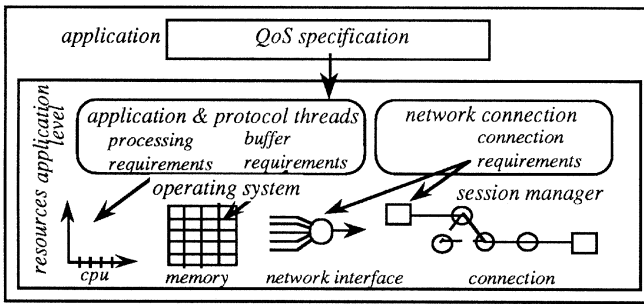 application QoS specification
application & protocol threads network connection
processing buffer connection
requirements requirements requirements
operating system session manager
resources application level
cpu memory network interface connection